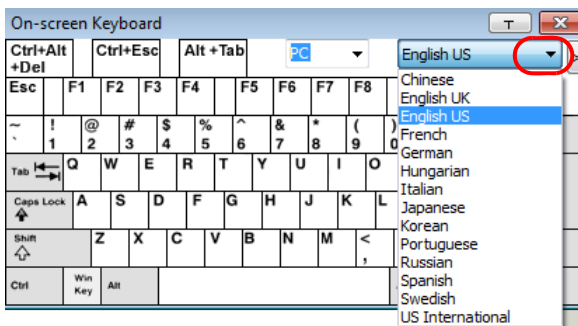 On-screen Keyboard T X
Ctrl+Alt +Del Ctrl+Esc Alt +Tab PC English US
Esc F1 F2 F3 F4 F5 F6 F7 F8
~ ` ! 1 @ 2 # 3 $ 4 % 5 ^ 6 & 7 * 8 ( 9 ) 0
Tab Q W E R T Y U I O
Caps Lock A S D F G H J K L
Shift Z X C V B N M < ,
Ctrl Win Key Alt
Chinese
English UK
English US
French
German
Hungarian
Italian
Japanese
Korean
Portuguese
Russian
Spanish
Swedish
US International